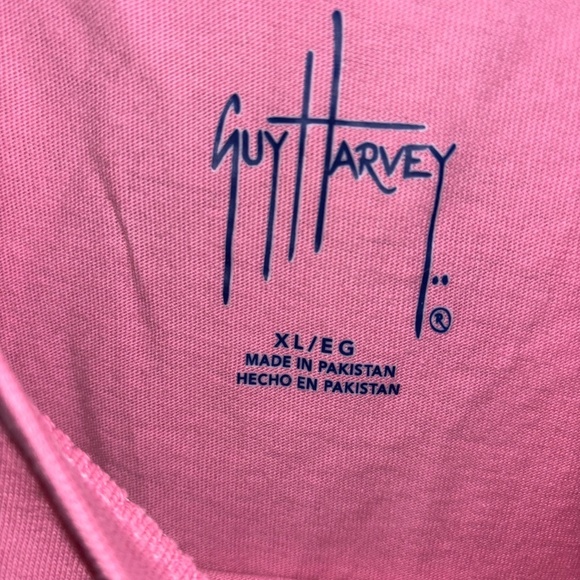 GUY HARVEY
®
XL/EG
MADE IN PAKISTAN
HECHO EN PAKISTAN